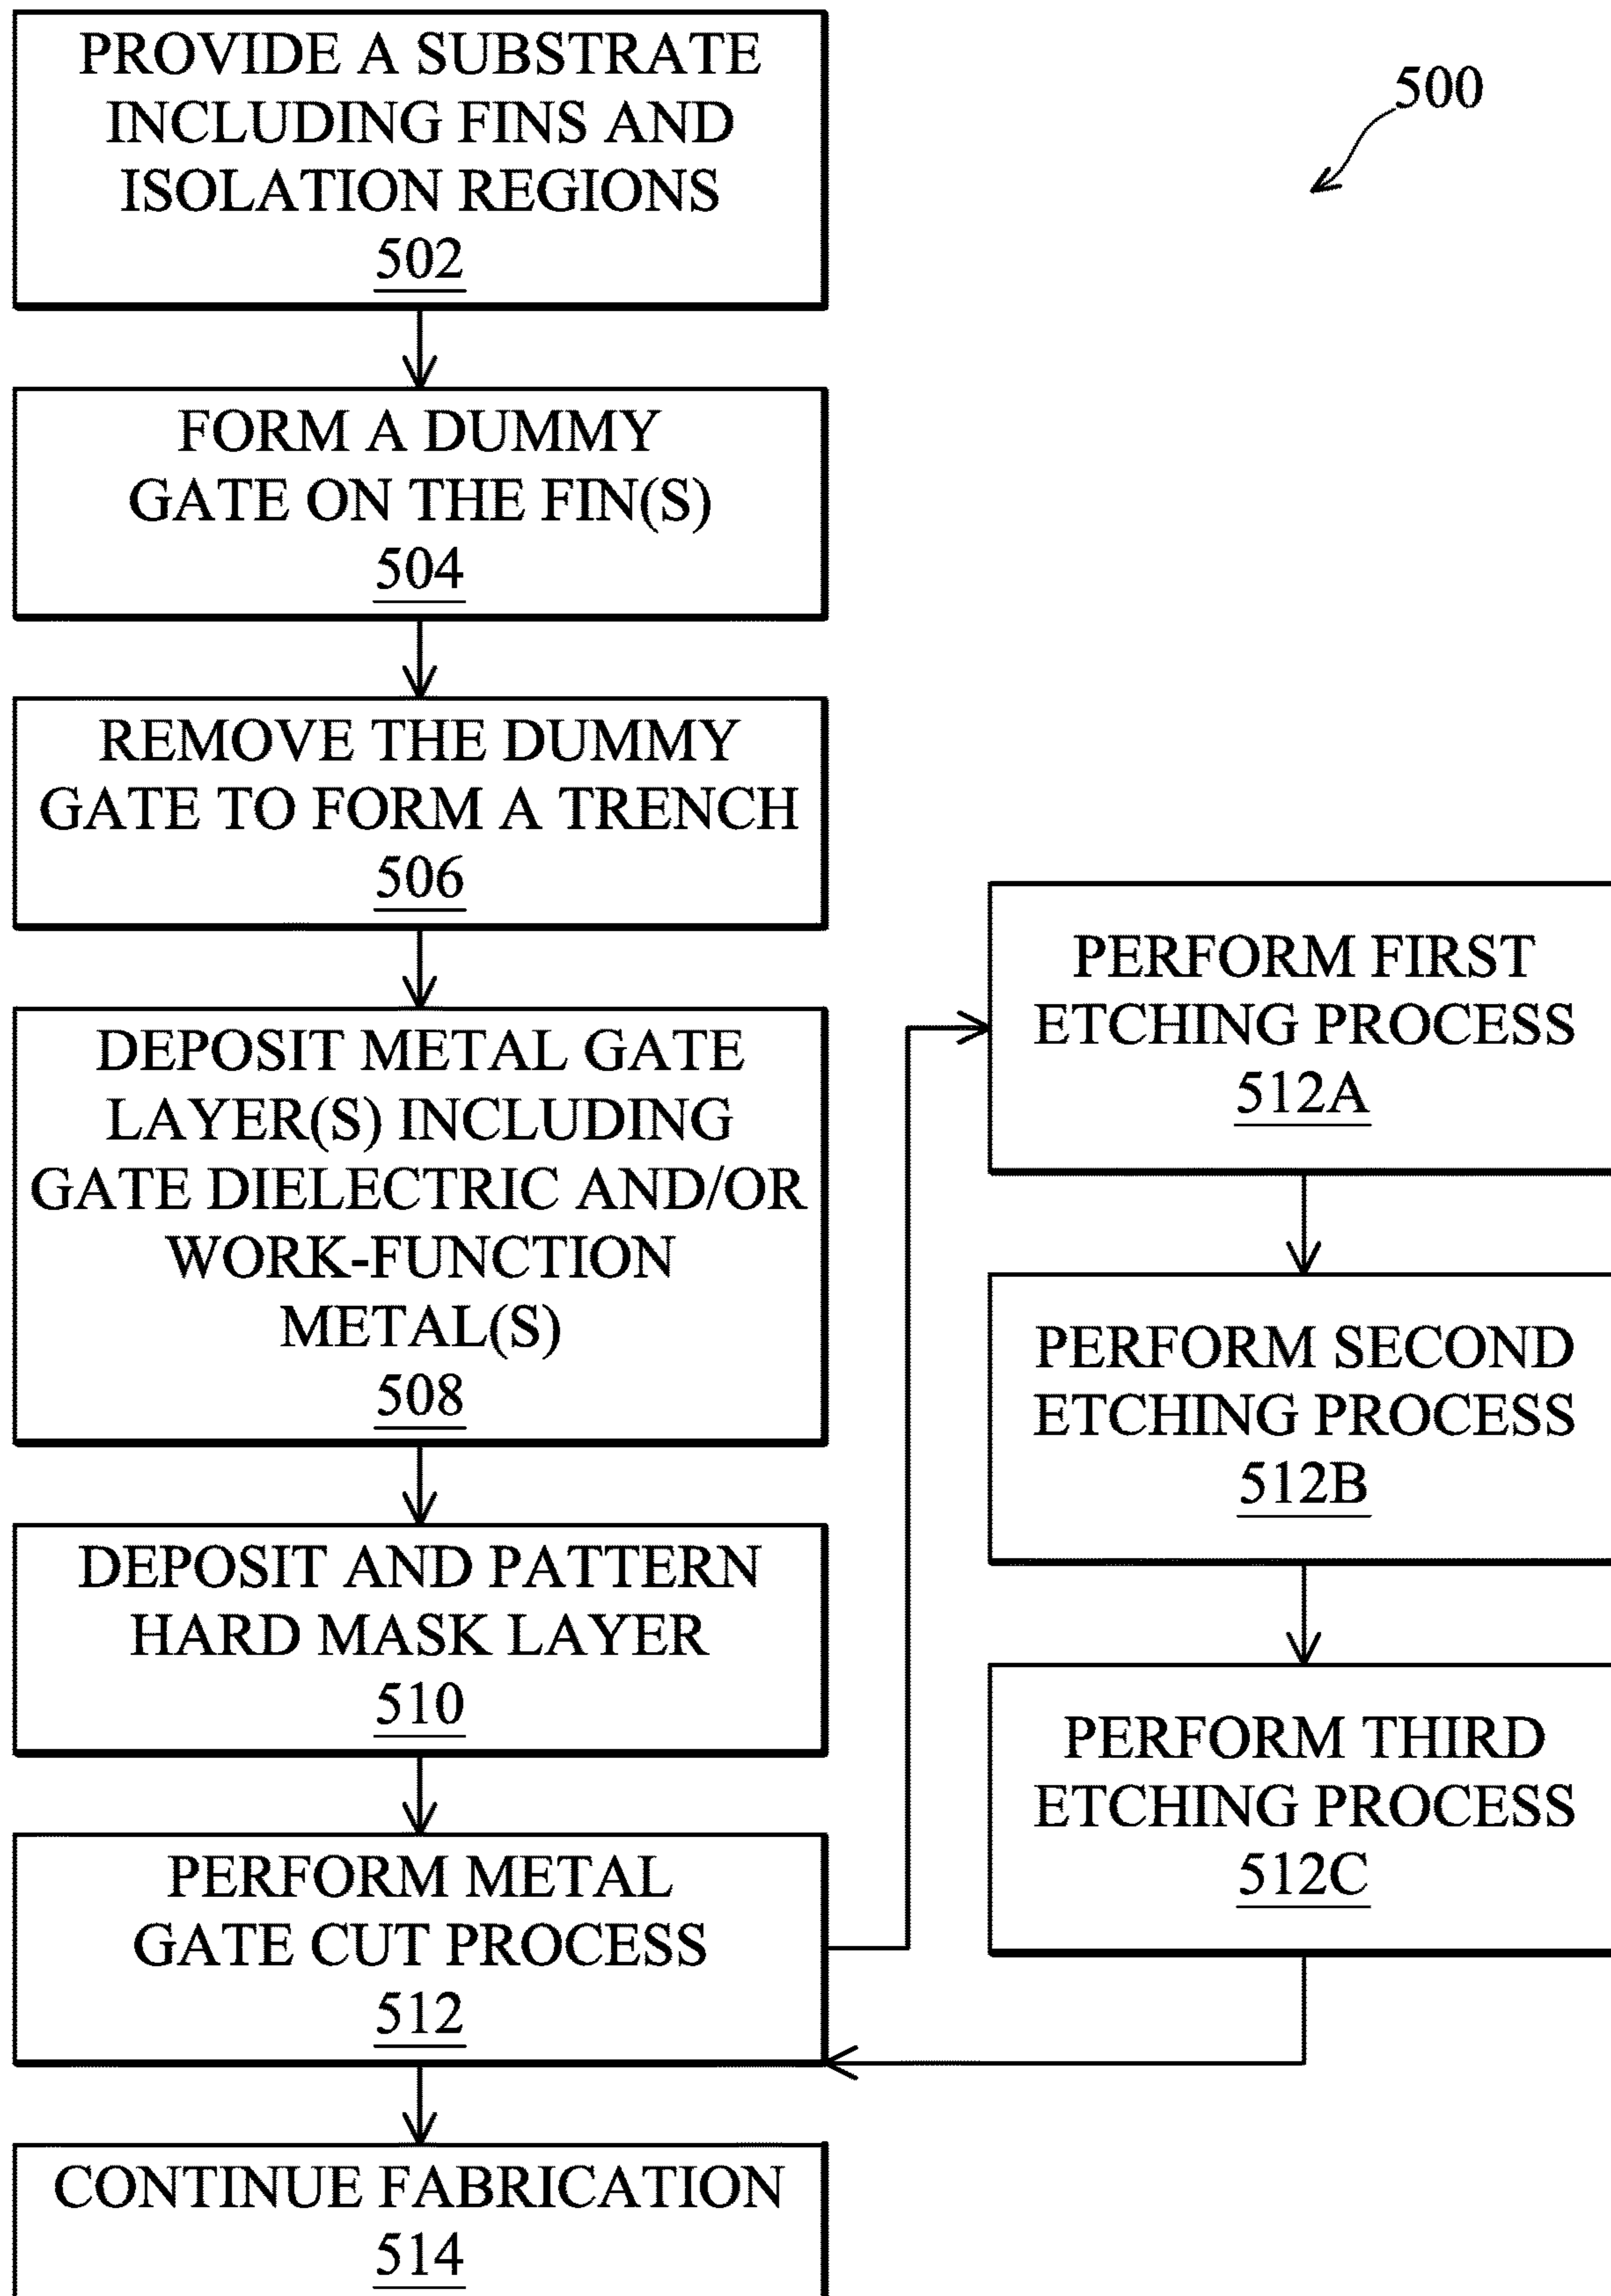 PROVIDE A SUBSTRATE
INCLUDING FINS AND
ISOLATION REGIONS
502
500
FORM A DUMMY
GATE ON THE FIN(S)
504
REMOVE THE DUMMY
GATE TO FORM A TRENCH
506
DEPOSIT METAL GATE
LAYER(S) INCLUDING
GATE DIELECTRIC AND/OR
WORK-FUNCTION
METAL(S)
508
DEPOSIT AND PATTERN
HARD MASK LAYER
510
PERFORM METAL
GATE CUT PROCESS
512
PERFORM FIRST
ETCHING PROCESS
512A
PERFORM SECOND
ETCHING PROCESS
512B
PERFORM THIRD
ETCHING PROCESS
512C
CONTINUE FABRICATION
514